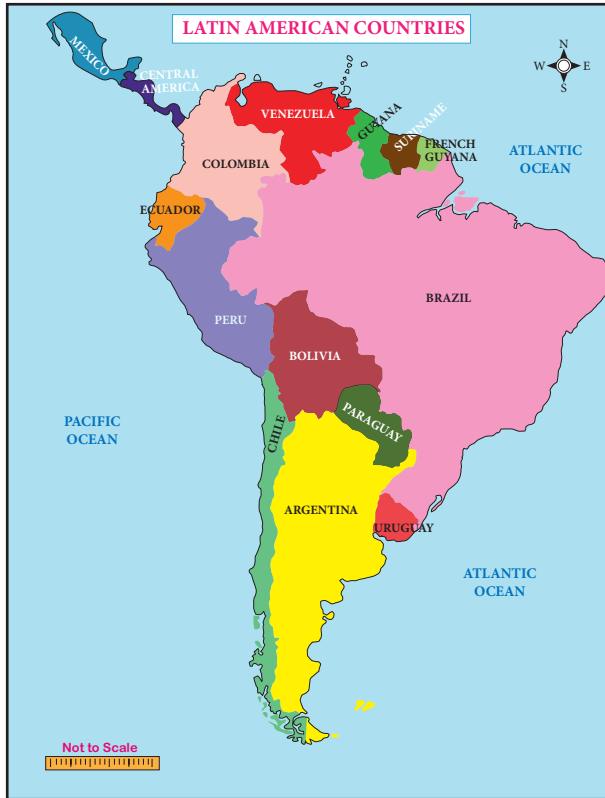 LATIN AMERICAN COUNTRIES
N
W
E
S
MEXICO
CENTRAL
AMERICA
VENEZUELA
GUYANA
SURINAME
FRENCH
GUYANA
ATLANTIC
OCEAN
COLOMBIA
ECUADOR
BRAZIL
PERU
BOLIVIA
PACIFIC
OCEAN
CHILE
PARAGUAY
ARGENTINA
URUGUAY
ATLANTIC
OCEAN
Not to Scale